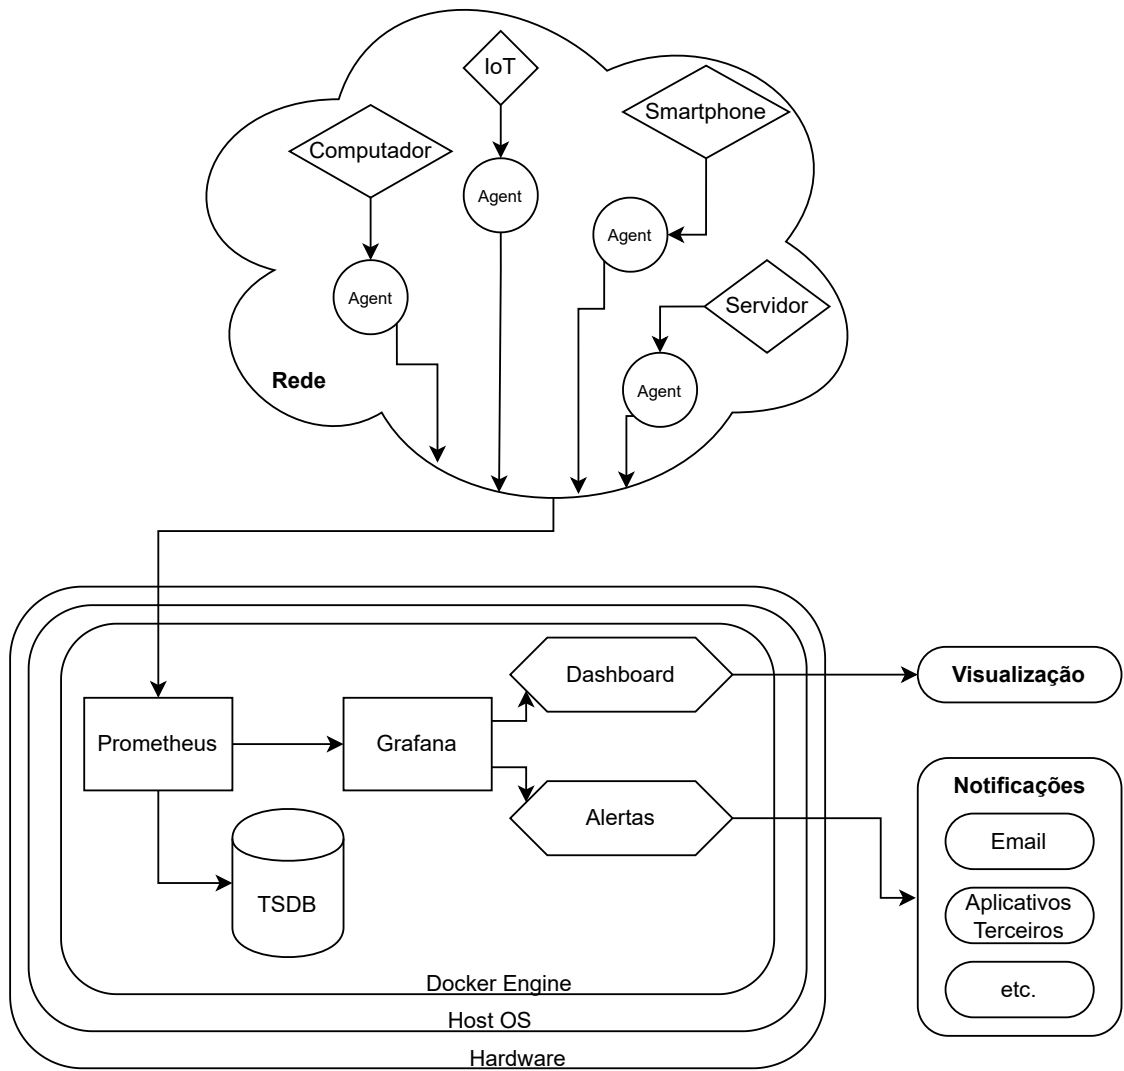 IoT
Smartphone
Computador
Agent
Agent
Agent
Servidor
Rede
Agent
Dashboard
Visualização
Prometheus
Grafana
Notificações
Alertas
Email
TSDB
Aplicativos
Terceiros
etc.
Docker Engine
Host OS
Hardware